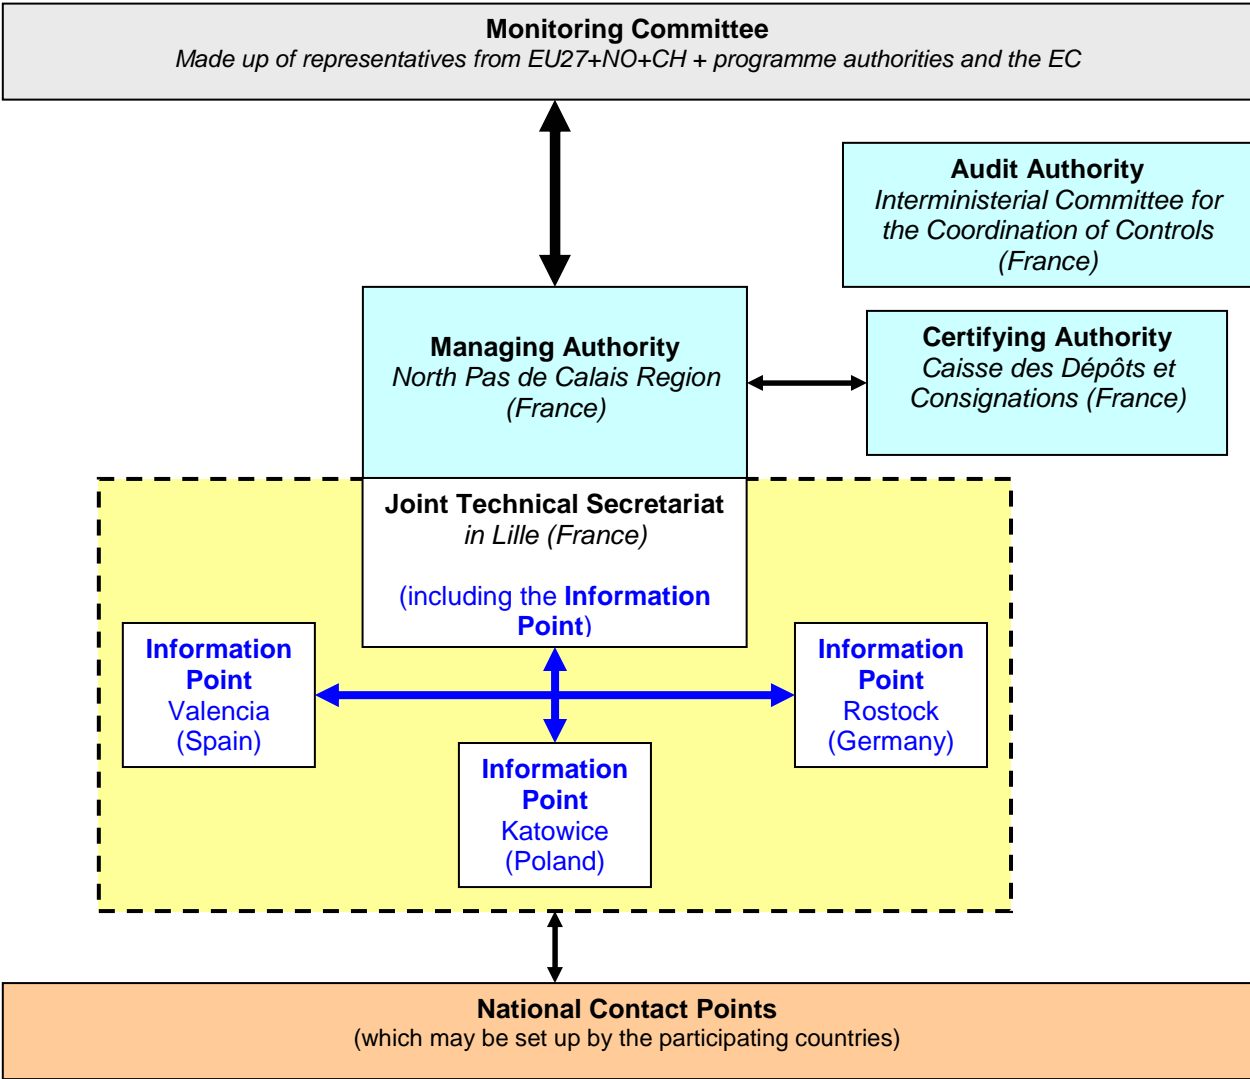 Monitoring Committee
Made up of representatives from EU27+NO+CH + programme authorities and the EC
Audit Authority
Interministerial Committee for
the Coordination of Controls
(France)
Managing Authority
North Pas de Calais Region
(France)
Certifying Authority
Caisse des Dépôts et
Consignations (France)
Joint Technical Secretariat
in Lille (France)
(including the Information
Point)
Information
Point
Valencia
(Spain)
Information
Point
Rostock
(Germany)
Information
Point
Katowice
(Poland)
National Contact Points
(which may be set up by the participating countries)